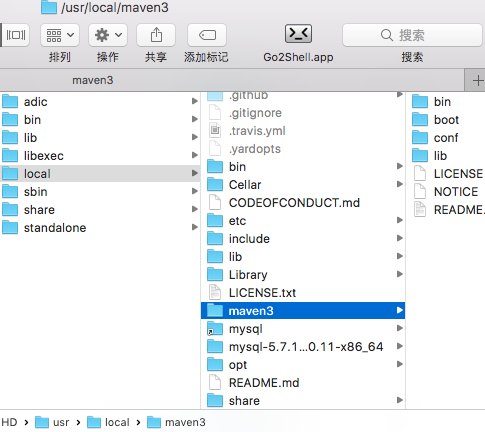 /usr/local/maven3
排列
操作
共享
添加标记
Go2Shell.app
搜索
搜索
maven3
adic
bin
lib
libexec
local
sbin
share
standalone
.github
.gitignore
.travis.yml
.yardopts
bin
Cellar
CODEOFCONDUCT.md
etc
include
lib
Library
LICENSE.txt
maven3
mysql
mysql-5.7.1...0.11-x86_64
opt
README.md
share
bin
boot
conf
lib
LICENSE
NOTICE
README.
HD > usr > local > maven3